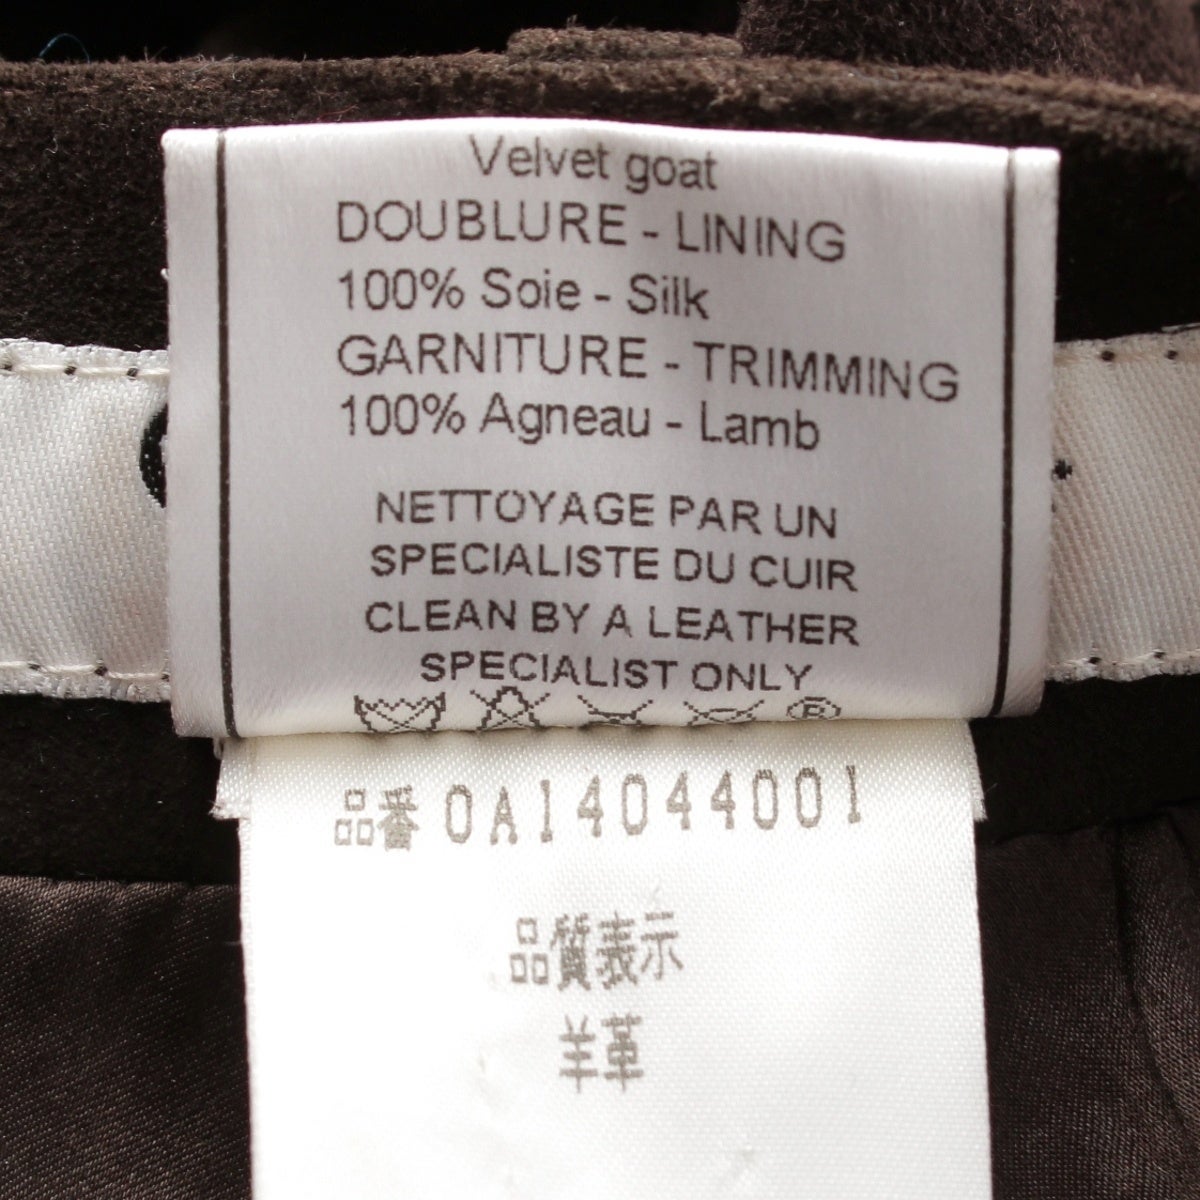 Velvet goat
DOUBLURE - LINING
100% Soie - Silk
GARNITURE - TRIMMING
100% Agneau - Lamb
NETTOYAGE PAR UN
SPECIALISTE DU CUIR
CLEAN BY A LEATHER
SPECIALIST ONLY
品番 0A14044001
品質表示
羊革